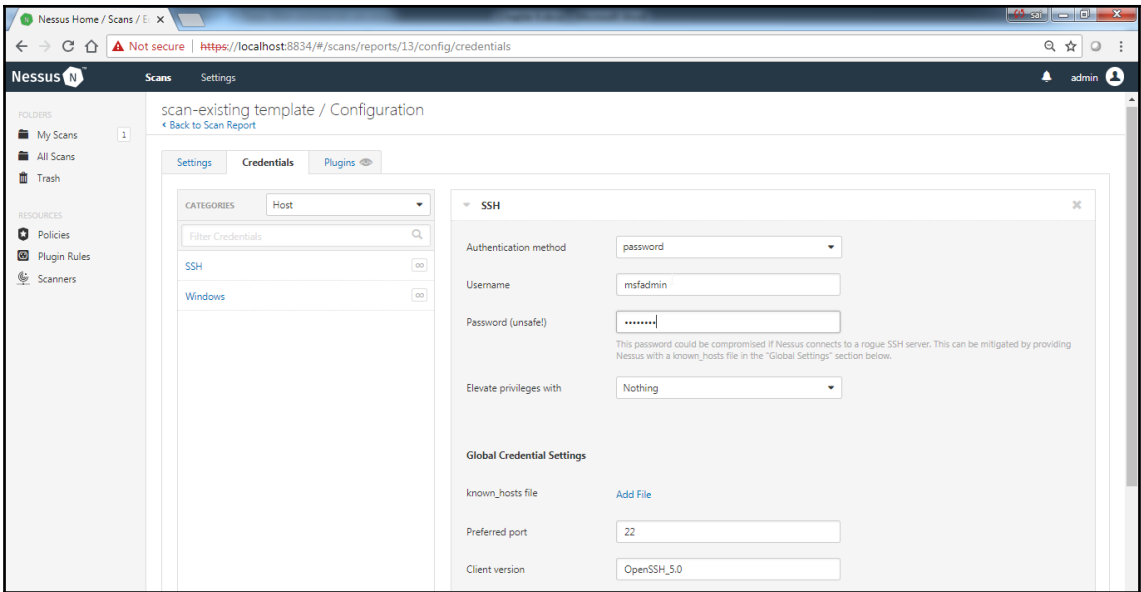 Nessus Home / Scans / E
sai
Not secure | https://localhost:8834/#/scans/reports/13/config/credentials
Nessus N
Scans Settings
admin
FOLDERS
My Scans 1
All Scans
Trash
RESOURCES
Policies
Plugin Rules
Scanners
scan-existing template / Configuration
Back to Scan Report
Settings Credentials Plugins
CATEGORIES Host
Filter Credentials
SSH ∞
Windows ∞
SSH
Authentication method password
Username msfadmin
Password (unsafe!) ••••••••
This password could be compromised if Nessus connects to a rogue SSH server. This can be mitigated by providing
Nessus with a known_hosts file in the "Global Settings" section below.
Elevate privileges with Nothing
Global Credential Settings
known_hosts file Add File
Preferred port 22
Client version OpenSSH_5.0